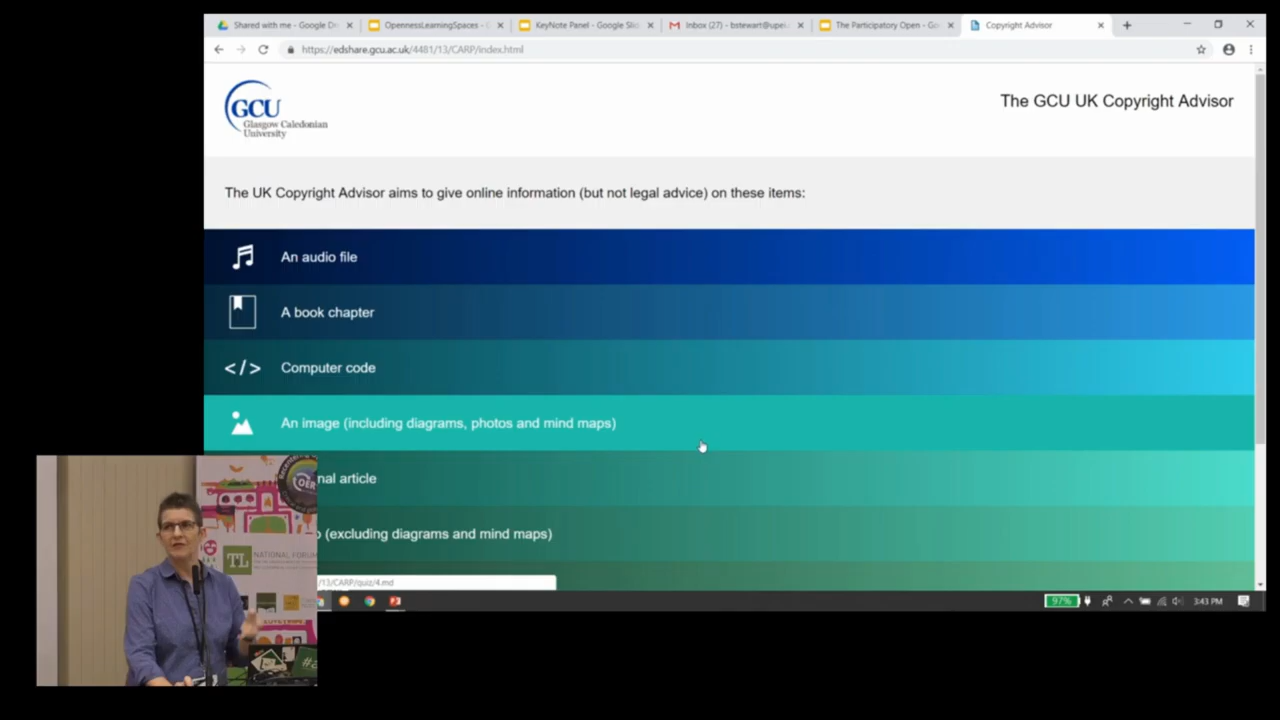 Shared with me - Google Dr
OpennessLearningSpaces - G
KeyNote Panel - Google Slid
Inbox (27) - bstewart@upei.
The Participatory Open - Go
Copyright Advisor
https://edshare.gcu.ac.uk/4481/13/CARP/index.html
GCU
Glasgow Caledonian
University
The GCU UK Copyright Advisor
The UK Copyright Advisor aims to give online information (but not legal advice) on these items:
An audio file
A book chapter
</> Computer code
An image (including diagrams, photos and mind maps)
nal article
(excluding diagrams and mind maps)
/13/CARP/quiz/4.md
97%
3:43 PM
OER
TL
NATIONAL FORUM